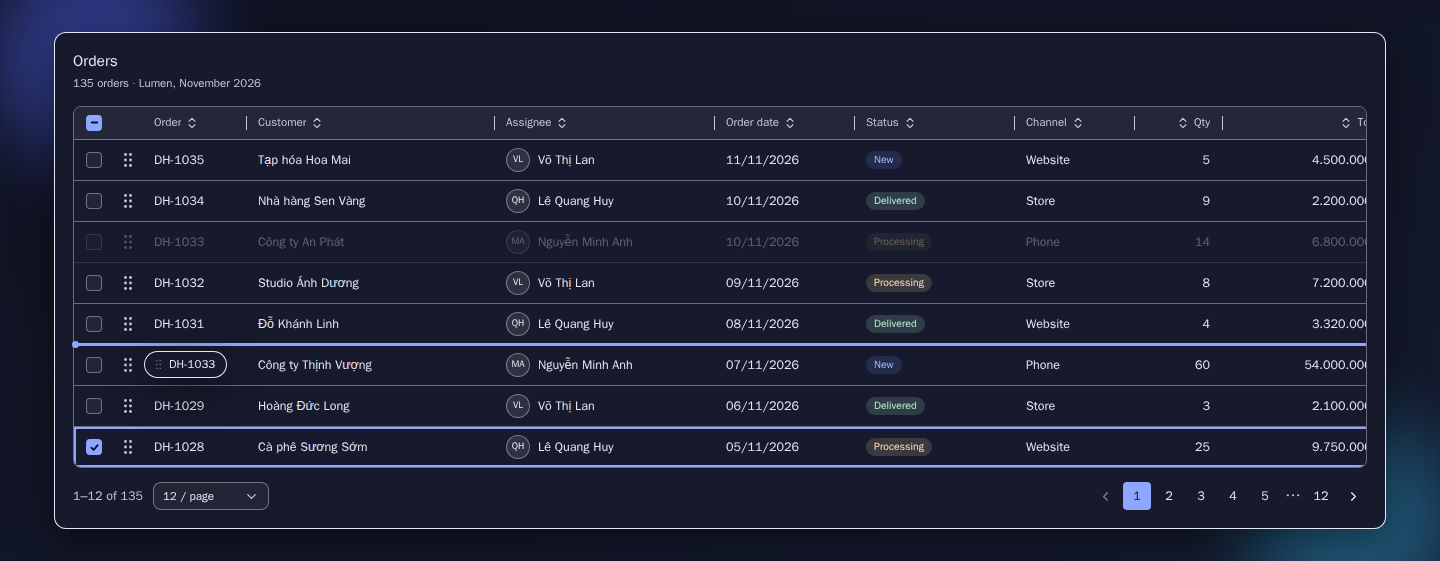 Orders
135 orders · Lumen, November 2026
Order Customer Assignee Order date Status Channel Qty
DH-1035 Tạp hóa Hoa Mai VL Võ Thị Lan 11/11/2026 New Website 5 4.500.00
DH-1034 Nhà hàng Sen Vàng QH Lê Quang Huy 10/11/2026 Delivered Store 9 2.200.00
DH-1033 Công ty An Phát MA Nguyễn Minh Anh 10/11/2026 Processing Phone 14 6.800.00
DH-1032 Studio Ánh Dương VL Võ Thị Lan 09/11/2026 Processing Store 8 7.200.00
DH-1031 Đỗ Khánh Linh QH Lê Quang Huy 08/11/2026 Delivered Website 4 3.320.00
DH-1033 Công ty Thịnh Vượng MA Nguyễn Minh Anh 07/11/2026 New Phone 60 54.000.00
DH-1029 Hoàng Đức Long VL Võ Thị Lan 06/11/2026 Delivered Store 3 2.100.00
DH-1028 Cà phê Sương Sớm QH Lê Quang Huy 05/11/2026 Processing Website 25 9.750.00
1–12 of 135 12 / page 1 2 3 4 5 ··· 12